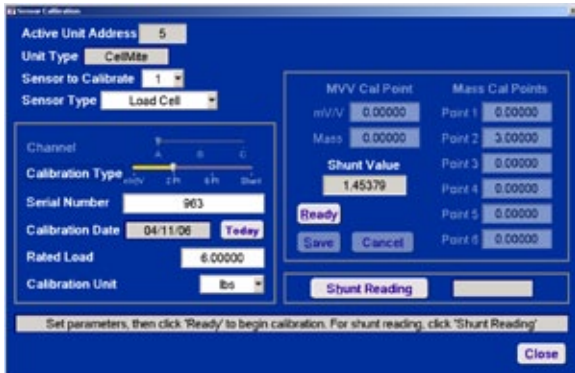 Sensor Calibration
Active Unit Address 5
Unit Type CellMite
Sensor to Calibrate 1
Sensor Type Load Cell
Channel
A B C
Calibration Type
mV/V 2 Pt 6 Pt Shunt
Serial Number 963
Calibration Date 04/11/06 Today
Rated Load 6.00000
Calibration Unit lbs
MVV Cal Point Mass Cal Points
mV/V 0.00000 Point 1 0.00000
Mass 0.00000 Point 2 3.00000
Shunt Value Point 3 0.00000
1.45379 Point 4 0.00000
Ready Point 5 0.00000
Save Cancel Point 6 0.00000
Shunt Reading
Set parameters, then click 'Ready' to begin calibration. For shunt reading, click 'Shunt Reading'
Close